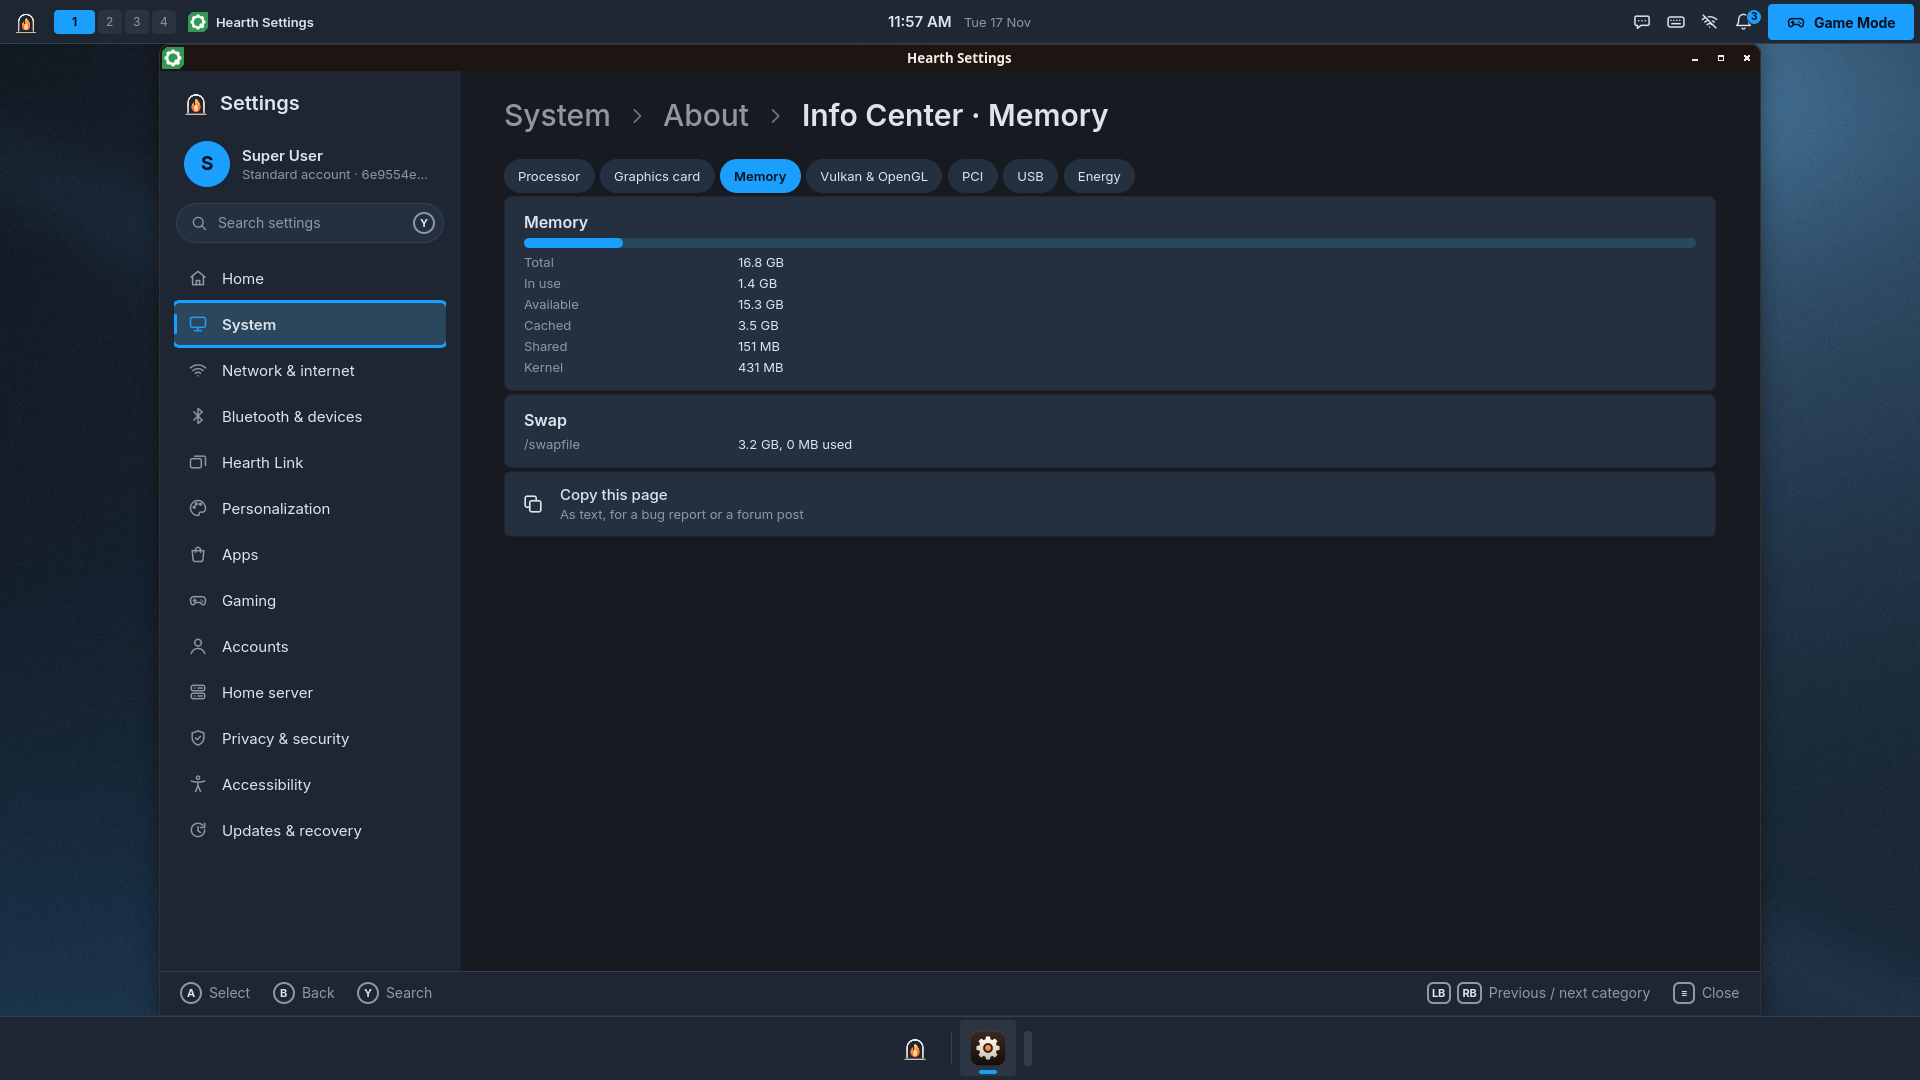 1 2 3 4 Hearth Settings
11:57 AM Tue 17 Nov
3
Game Mode
Hearth Settings
Settings
S
Super User
Standard account · 6e9554e...
Search settings Y
Home
System
Network & internet
Bluetooth & devices
Hearth Link
Personalization
Apps
Gaming
Accounts
Home server
Privacy & security
Accessibility
Updates & recovery
System > About > Info Center · Memory
Processor Graphics card Memory Vulkan & OpenGL PCI USB Energy
Memory
Total 16.8 GB
In use 1.4 GB
Available 15.3 GB
Cached 3.5 GB
Shared 151 MB
Kernel 431 MB
Swap
/swapfile 3.2 GB, 0 MB used
Copy this page
As text, for a bug report or a forum post
A Select B Back Y Search
LB RB Previous / next category ≡ Close